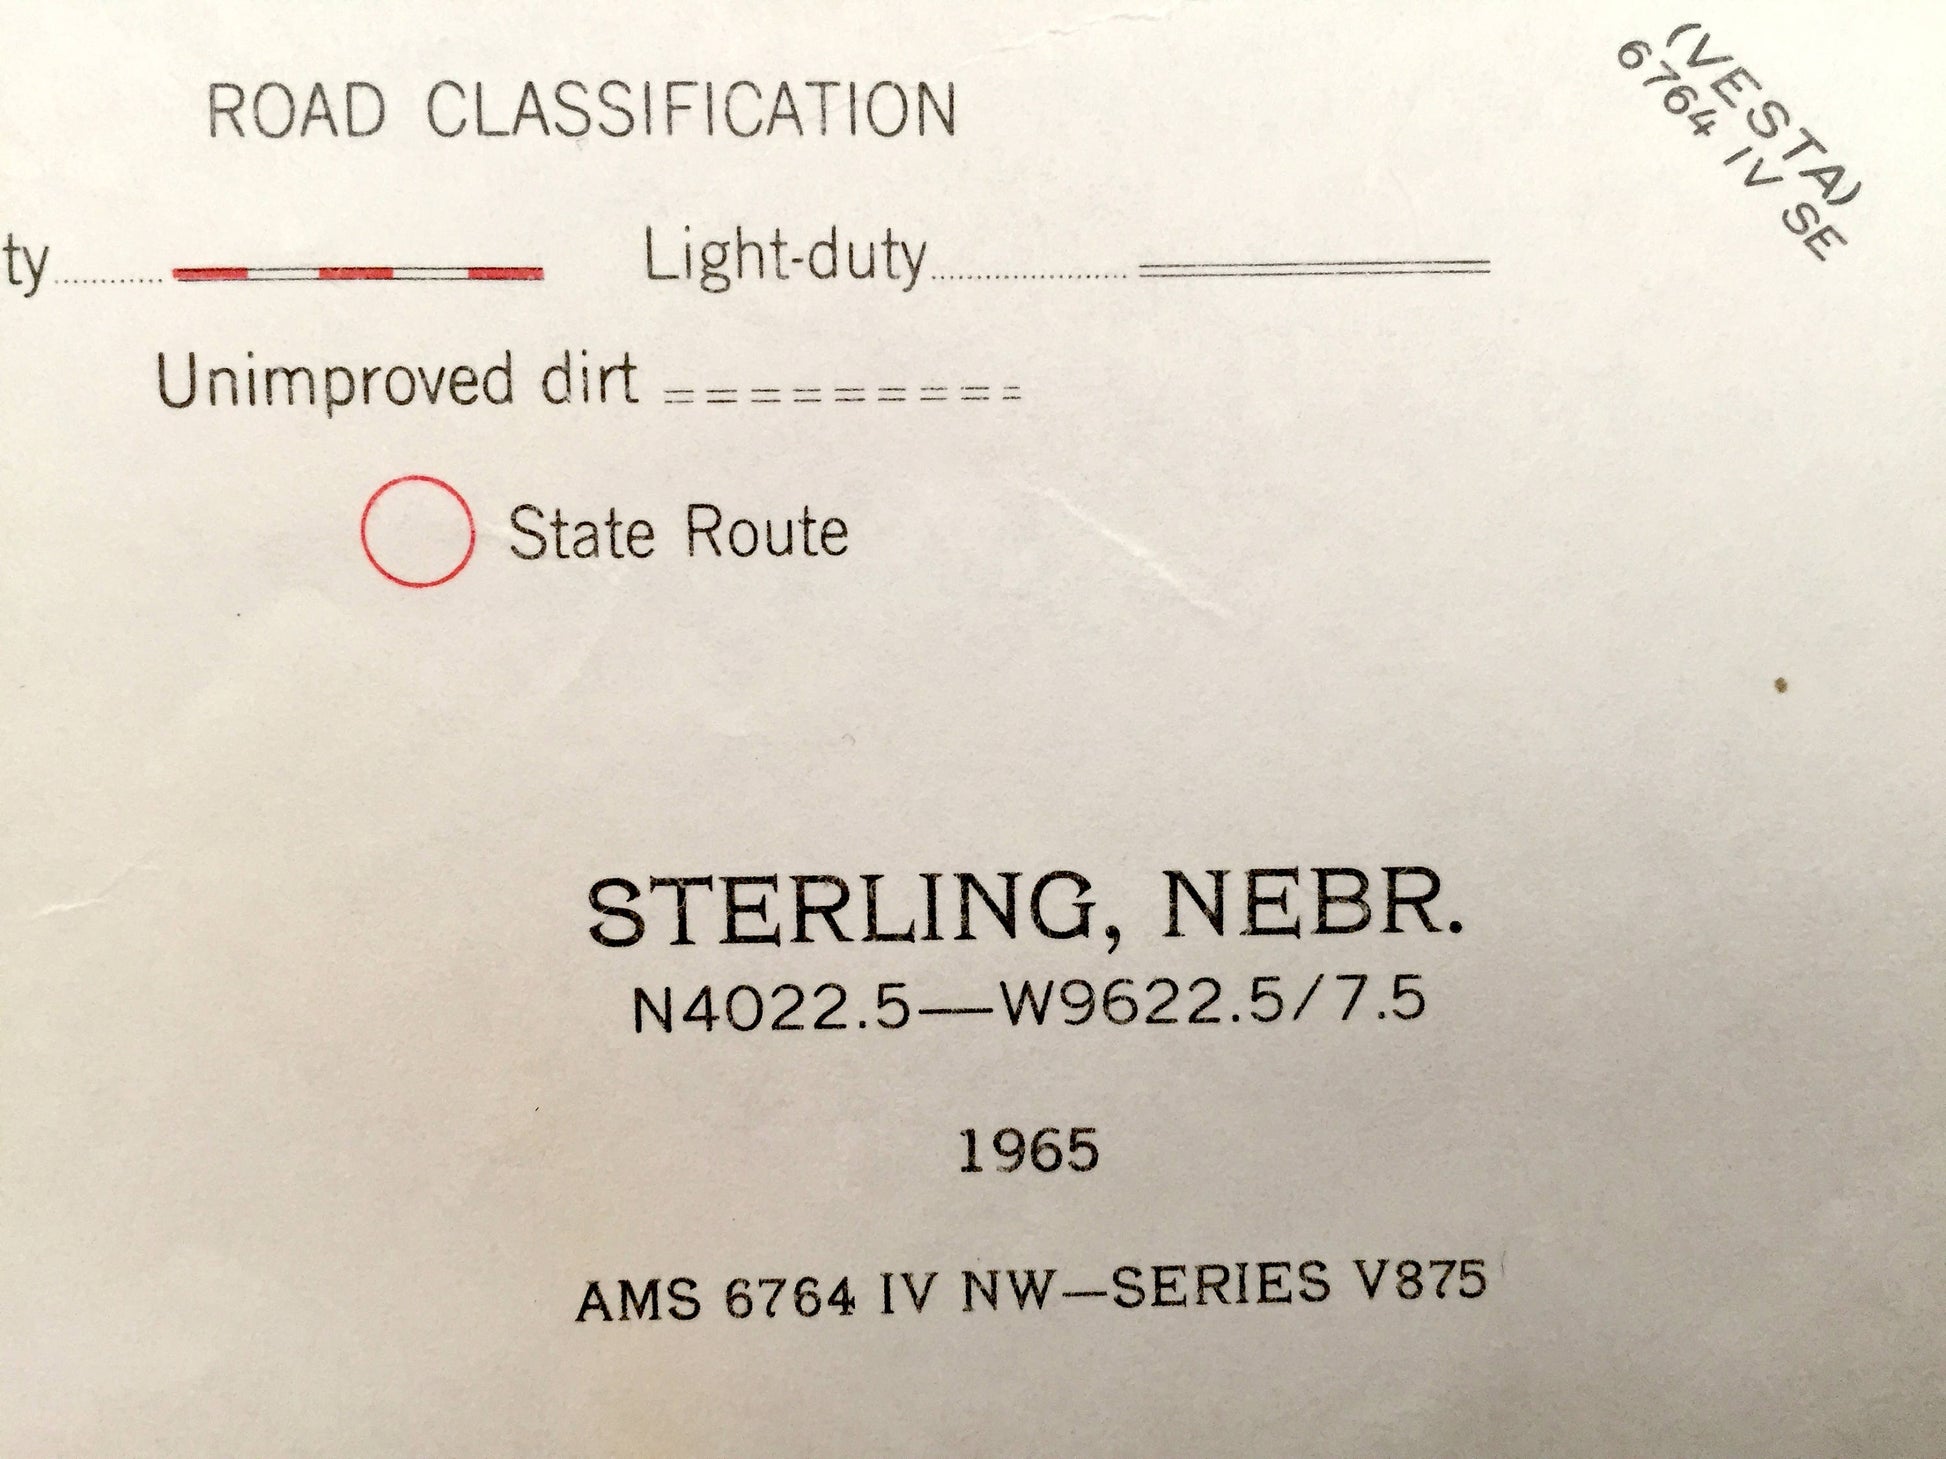 ROAD CLASSIFICATION
(VESTA)
6764 IV SE
ty
Light-duty
Unimproved dirt
State Route
STERLING, NEBR.
N4022.5—W9622.5/7.5
1965
AMS 6764 IV NW—SERIES V875